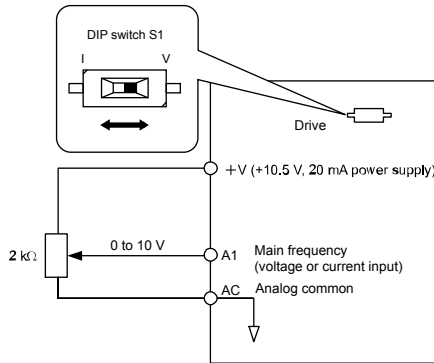 DIP switch S1
I V
Drive
+V (+10.5 V, 20 mA power supply)
2 kΩ
0 to 10 V
A1
Main frequency
(voltage or current input)
AC Analog common